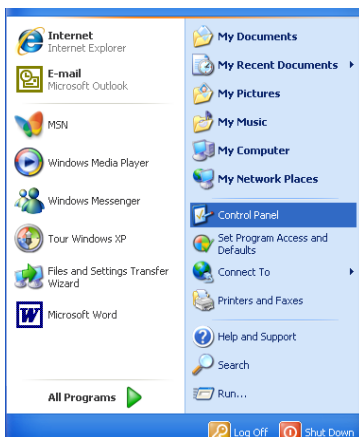 Internet
Internet Explorer
E-mail
Microsoft Outlook
MSN
Windows Media Player
Windows Messenger
Tour Windows XP
Files and Settings Transfer
Wizard
Microsoft Word
All Programs
My Documents
My Recent Documents
My Pictures
My Music
My Computer
My Network Places
Control Panel
Set Program Access and
Defaults
Connect To
Printers and Faxes
Help and Support
Search
Run...
Log Off
Shut Down